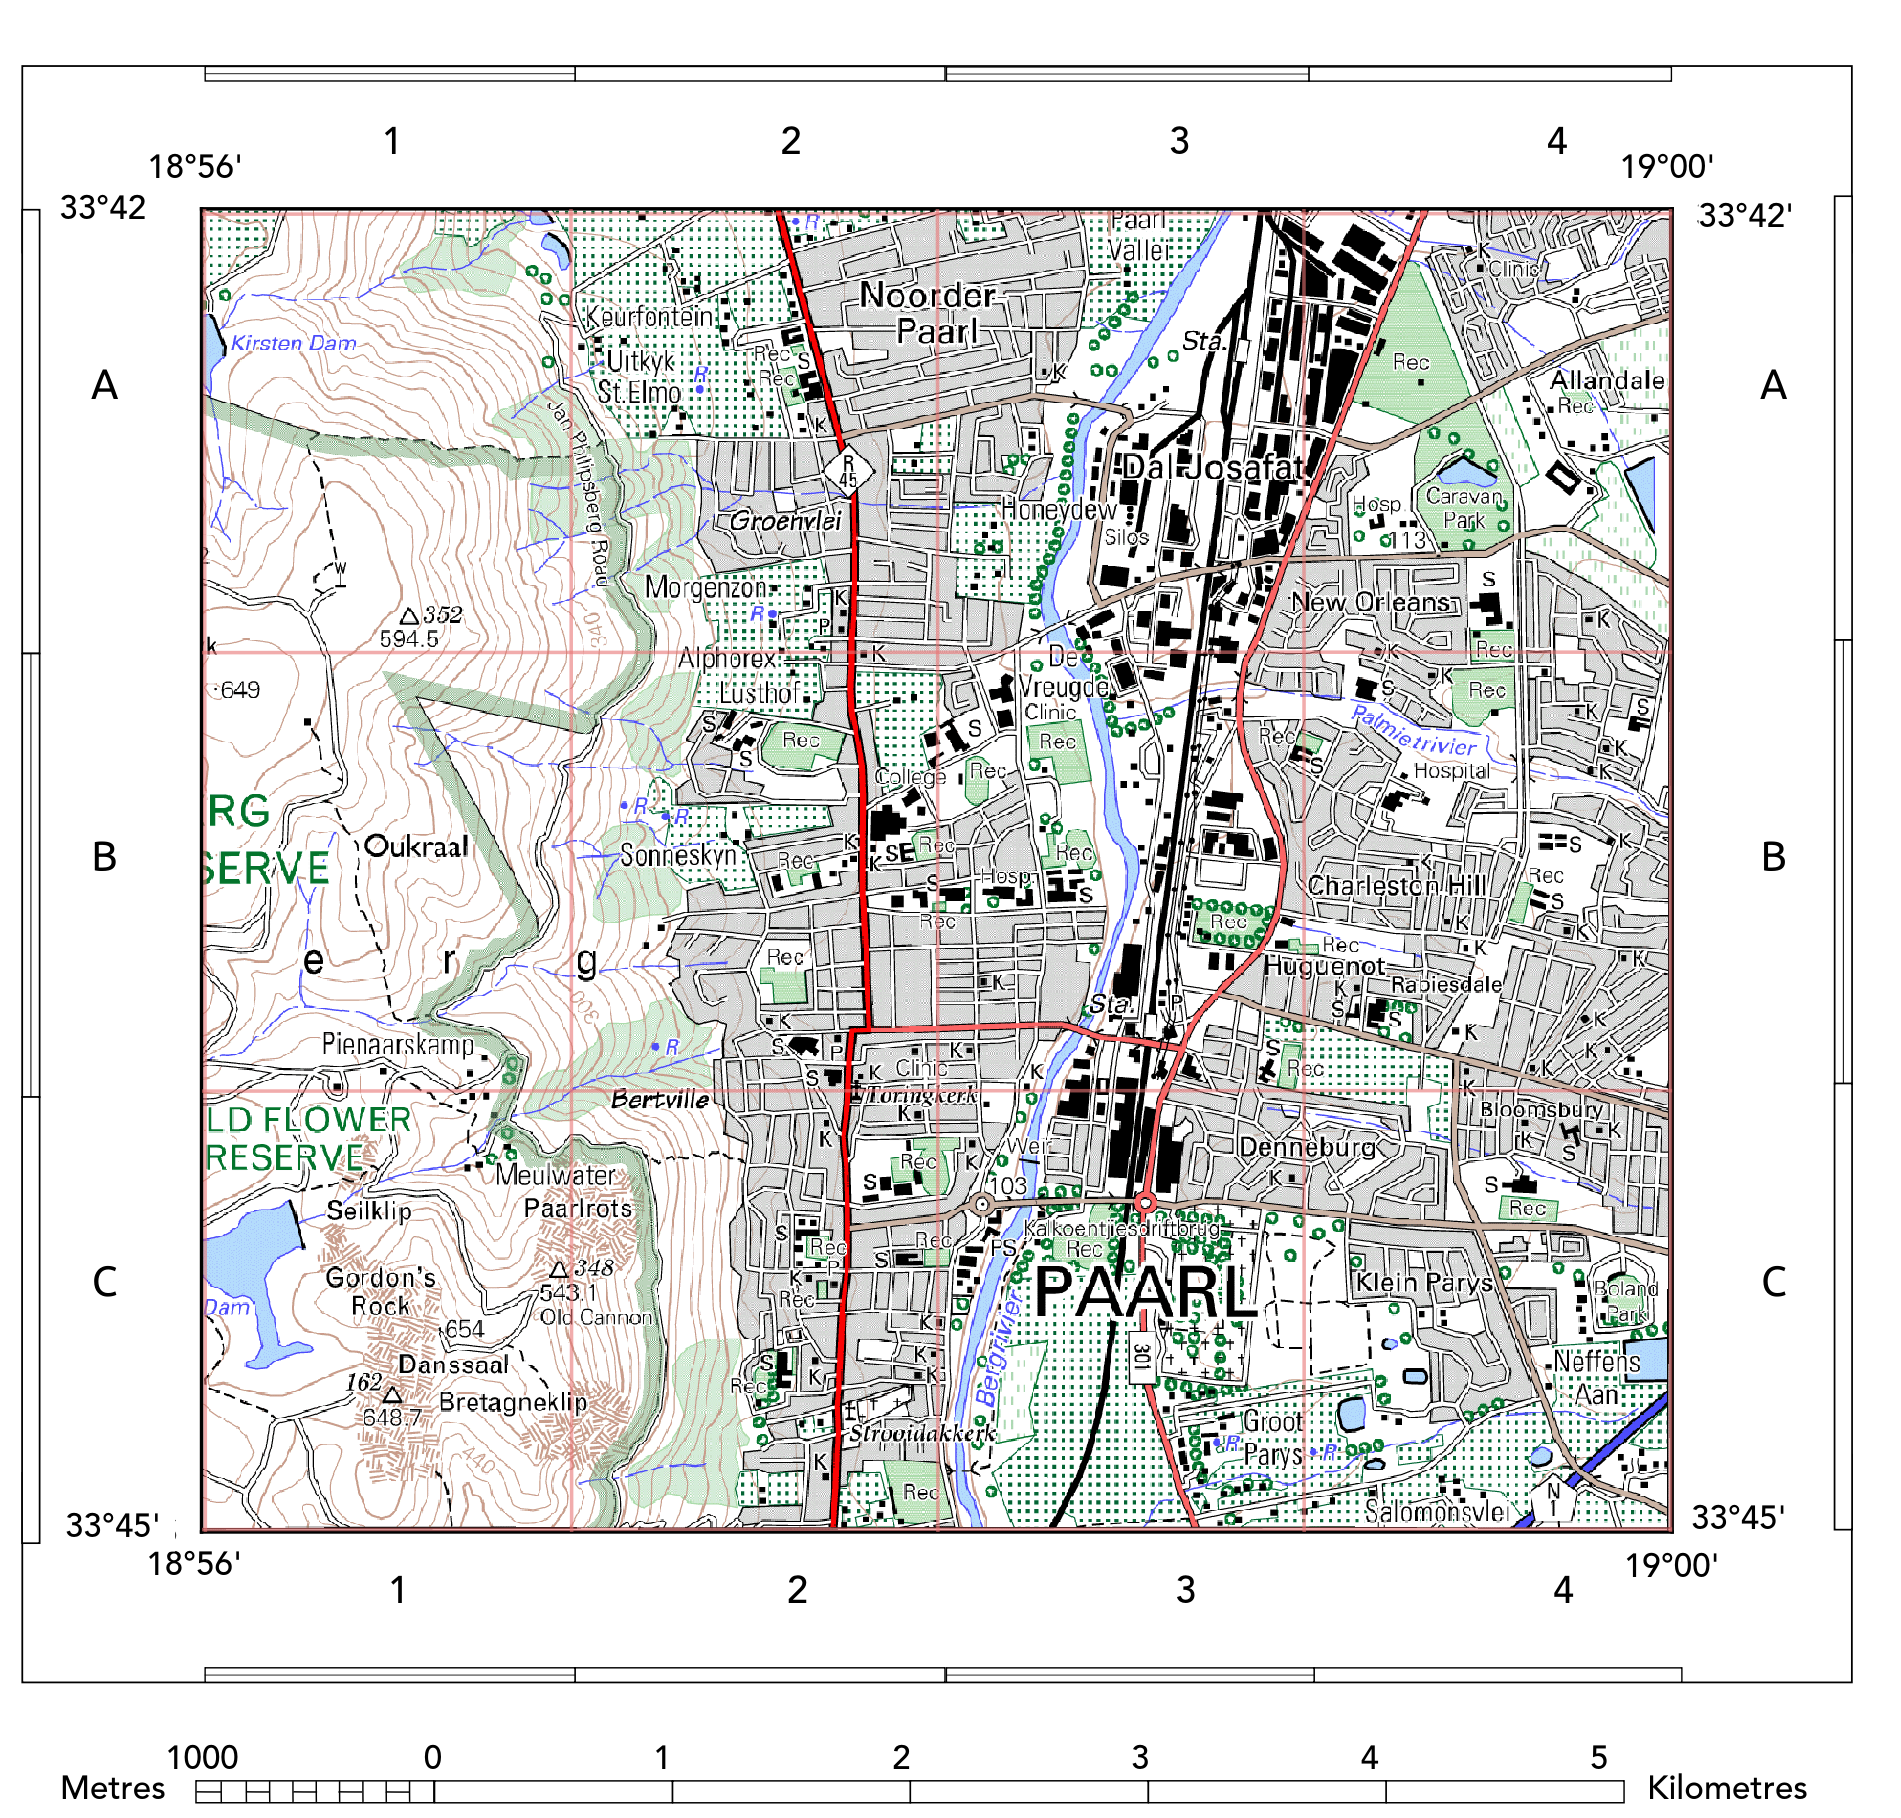 1 2 3 4
18°56' 19°00'
33°42 33°42'
Paarl
Vallei
R
K
Clinic
Noorder
Paarl
Keurfontein
Kirsten Dam
Sta.
Uitkyk
Rec S
R
Rec
St.Elmo
Rec
K
Allandale
Rec
A A
K
Jan Philipsberg Road
R
45
Dal Josafat
Groenvlei
Honeydew
Silos
Hosp
Caravan
Park
113
W
Morgenzon
K
R
P
S
New Orleans
K
352
594.5
k
Alphorex
K
De
K
Rec
340
649
Lusthof
Vreugde
Clinic
S
K
Rec
K
S
S
S
Rec
S
Rec
Palmietrivier
Rec
S
K
College
Rec
Hospital
K
RG
R
R
Oukraal
SERVE
Sonneskyn
K
K
SE
Rec
Rec
Rec
S
K
K
B B
Rec
S
Hosp
S
Charleston Hill
Rec
S
Rec
Rec
K
K
e r g
Rec
Huguenot
Rec
K
K
Rabiesdale
K
K
S
S
300
Sta.
P
K
K
K
Pienaarskamp
R
S
P
K
Clinic
K
K
S
Rec
K
K
Bertville
S
Toringkerk
K
K
Bloomsbury
LD FLOWER
RESERVE
K
Weir
Denneburg
K
K
S
Meulwater
Rec
K
S
103
K
S
Rec
Seilklip
Paarlrots
S
Rec
Kalkoentjiesdriftbrug
Rec
PS
Rec
S
P
348
543.1
Gordon's
Rock
Old Cannon
K
Rec
PAARL
Klein Parys
Boland
Park
C C
Dam
654
K
Bergrivier
301
Danssaal
S
K
K
K
Rec
Neffens
Aan
162
648.7
Bretagneklip
Strooidakkerk
Groot
Parys
R
R
440
K
Rec
Salomonsvlei
N
1
33°45' 33°45'
18°56' 19°00'
1 2 3 4
1000 0 1 2 3 4 5
Metres Kilometres